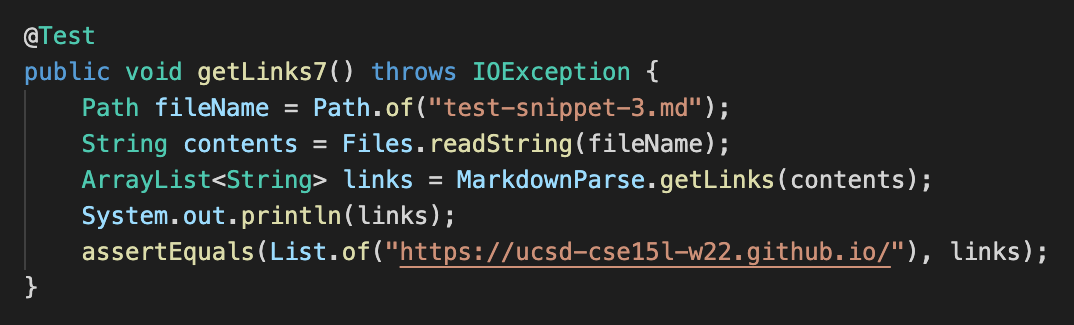 @Test
public void getLinks7() throws IOException {
    Path fileName = Path.of("test-snippet-3.md");
    String contents = Files.readString(fileName);
    ArrayList<String> links = MarkdownParse.getLinks(contents);
    System.out.println(links);
    assertEquals(List.of("https://ucsd-cse15l-w22.github.io/"), links);
}